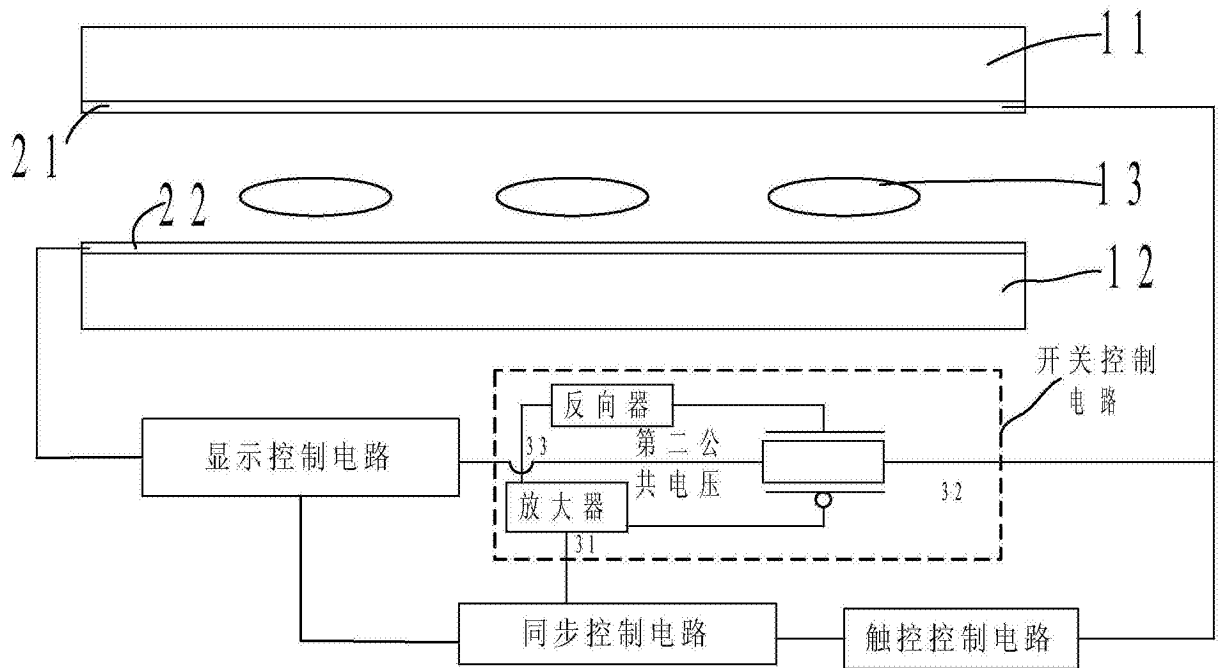 11
21
13
22
12
开关控制
电路
反向器
33
第二公
共电压
显示控制电路
放大器
32
31
同步控制电路
触控控制电路